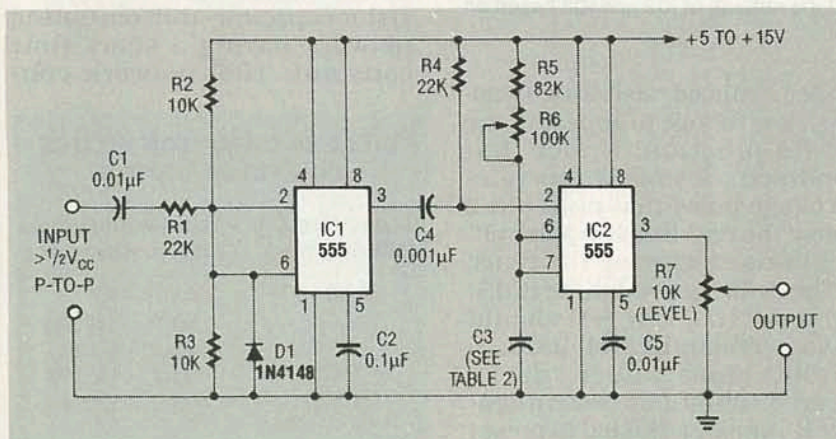 +5 TO +15V
R2
10K
R4
22K
R5
82K
R6
100K
C1
0.01µF
R1
22K
INPUT
>1/2VCC
P-TO-P
4
8
2
3
6
1
5
IC1
555
C4
0.001µF
4
8
2
3
6
7
1
5
IC2
555
R7
10K
(LEVEL)
OUTPUT
R3
10K
D1
1N4148
C2
0.1µF
C3
(SEE
TABLE 2)
C5
0.01µF